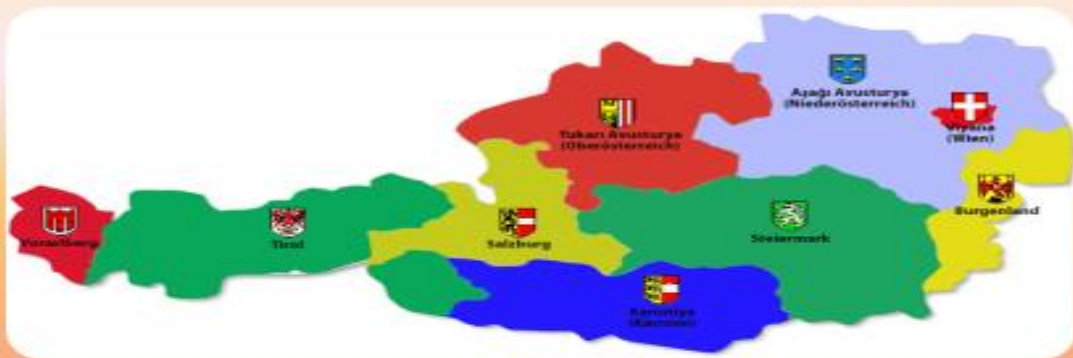 Aşağı Avusturya
(Niederösterreich)
Yukarı Avusturya
(Oberösterreich)
Viyana
(Wien)
Burgenland
Vorarlberg
Tirol
Salzburg
Steiermark
Karintiya
(Kärnten)